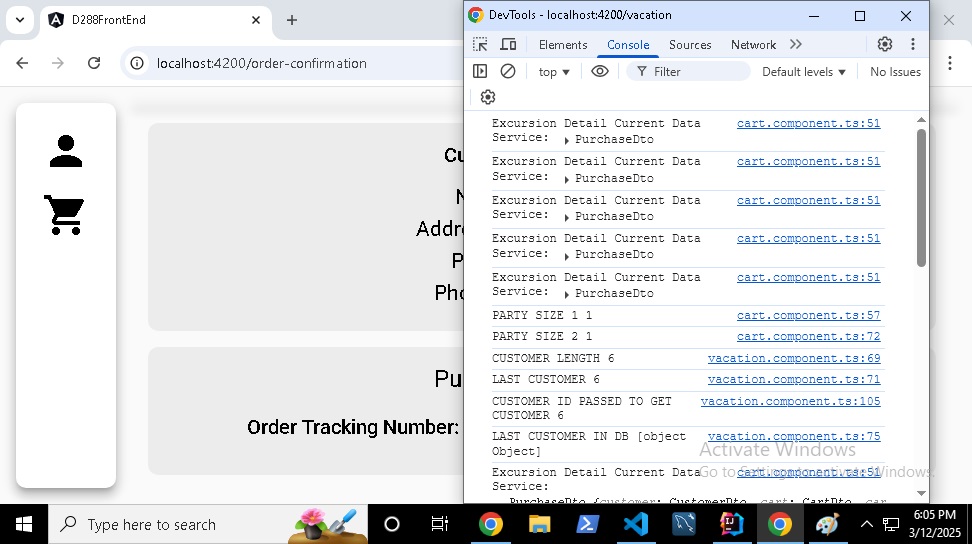 D288FrontEnd
DevTools - localhost:4200/vacation
localhost:4200/order-confirmation
Elements Console Sources Network
top Filter Default levels No Issues
Excursion Detail Current Data cart.component.ts:51
Service: PurchaseDto
Excursion Detail Current Data cart.component.ts:51
Service: PurchaseDto
Excursion Detail Current Data cart.component.ts:51
Service: PurchaseDto
Excursion Detail Current Data cart.component.ts:51
Service: PurchaseDto
Excursion Detail Current Data cart.component.ts:51
Service: PurchaseDto
PARTY SIZE 1 1 cart.component.ts:57
PARTY SIZE 2 1 cart.component.ts:72
CUSTOMER LENGTH 6 vacation.component.ts:69
LAST CUSTOMER 6 vacation.component.ts:71
CUSTOMER ID PASSED TO GET vacation.component.ts:105
CUSTOMER 6
LAST CUSTOMER IN DB [object vacation.component.ts:75
Object]
Excursion Detail Current Data cart.component.ts:51
Service:
PurchaseDto {customer: CustomerDto, cart: CartDto, car
Cu
N
Addre
P
Pho
Pu
Order Tracking Number:
Activate Windows
Go to Settings to activate Windows.
Type here to search
6:05 PM
3/12/2025